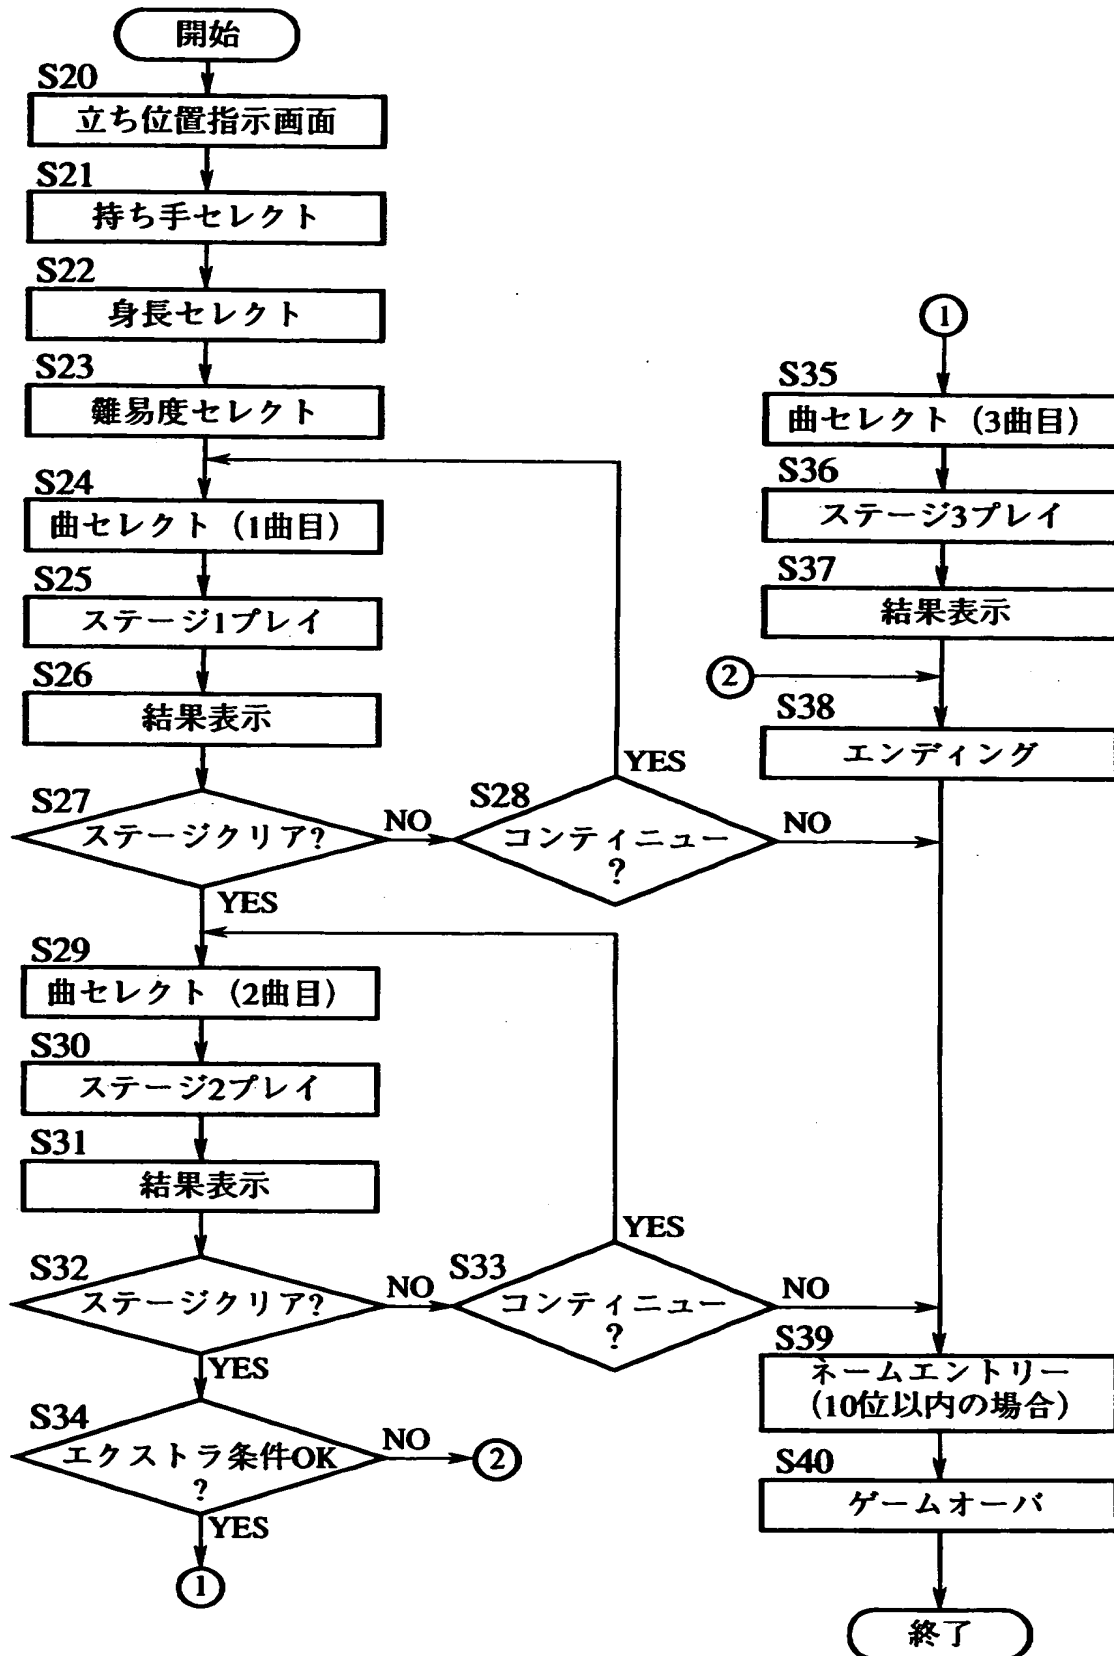 開始
S20
立ち位置指示画面
S21
持ち手セレクト
S22
身長セレクト
S23
難易度セレクト
S24
曲セレクト（1曲目）
S25
ステージ1プレイ
S26
結果表示
S27
ステージクリア?
NO
YES
S28
コンティニュー
?
YES
NO
S29
曲セレクト（2曲目）
S30
ステージ2プレイ
S31
結果表示
S32
ステージクリア?
NO
YES
S33
コンティニュー
?
YES
NO
S34
エクストラ条件OK
?
NO
2
YES
1
1
S35
曲セレクト（3曲目）
S36
ステージ3プレイ
S37
結果表示
2
S38
エンディング
S39
ネームエントリー
(10位以内の場合)
S40
ゲームオーバ
終了